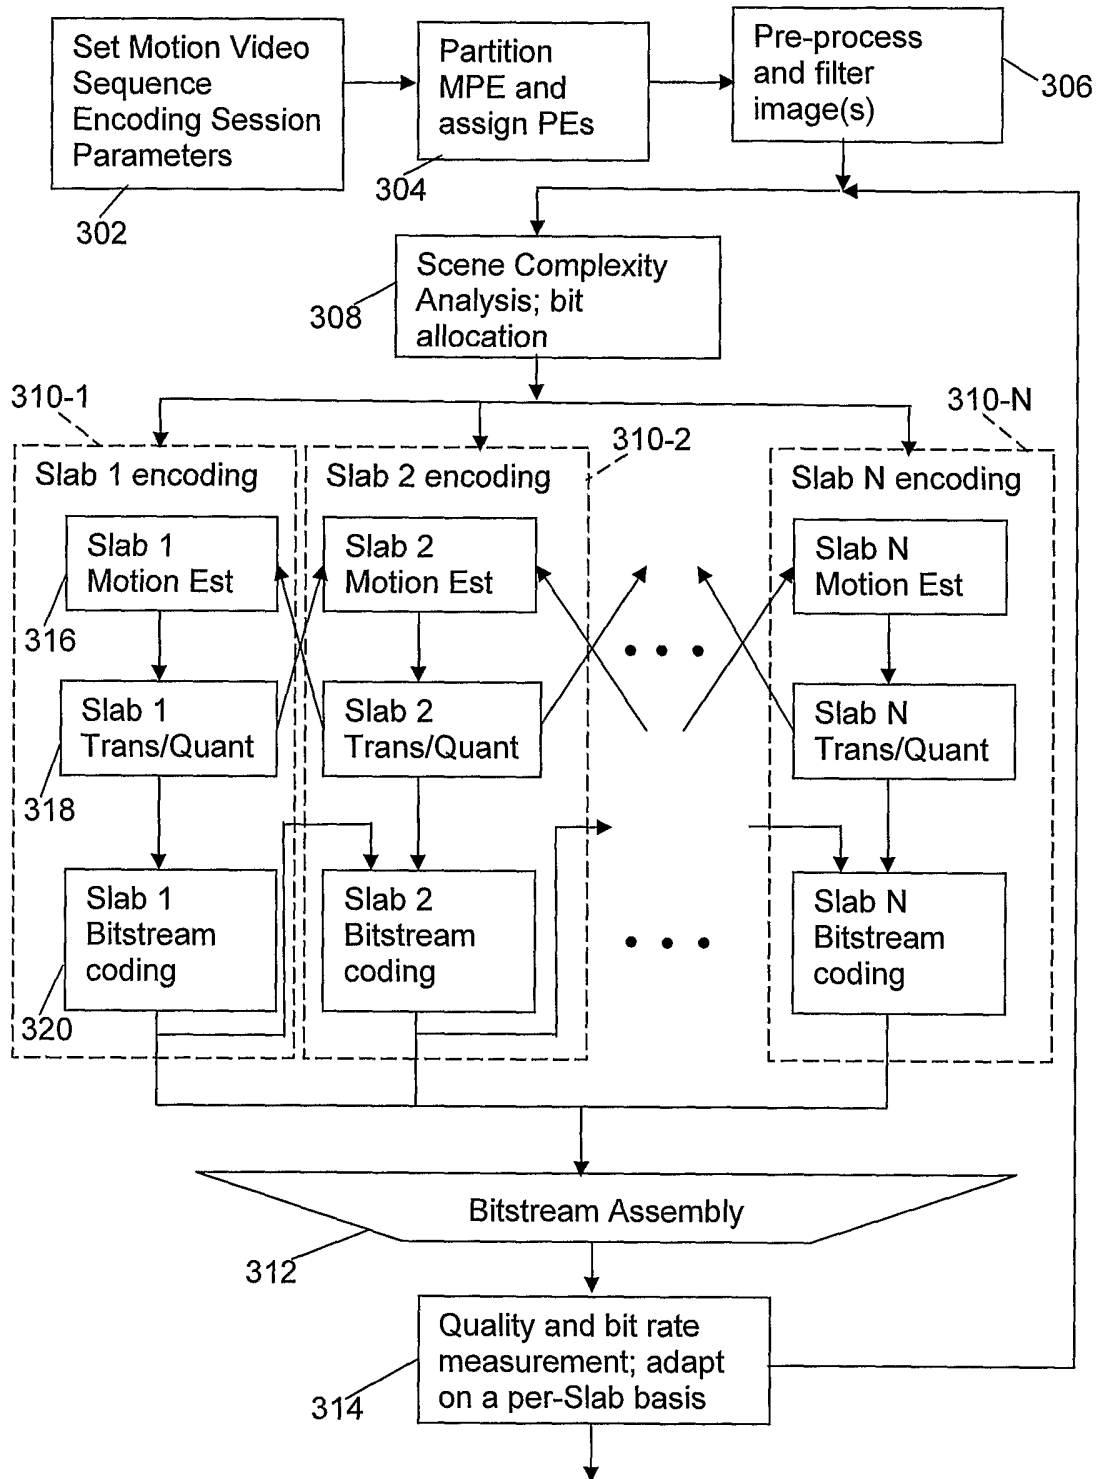 Set Motion Video
Sequence
Encoding Session
Parameters
302
Partition
MPE and
assign PEs
304
Pre-process
and filter
image(s)
306
Scene Complexity
Analysis; bit
allocation
308
310-1
310-2
310-N
Slab 1 encoding
Slab 1
Motion Est
316
Slab 1
Trans/Quant
318
Slab 1
Bitstream
coding
320
Slab 2 encoding
Slab 2
Motion Est
Slab 2
Trans/Quant
Slab 2
Bitstream
coding
Slab N encoding
Slab N
Motion Est
Slab N
Trans/Quant
Slab N
Bitstream
coding
Bitstream Assembly
312
Quality and bit rate
measurement; adapt
on a per-Slab basis
314